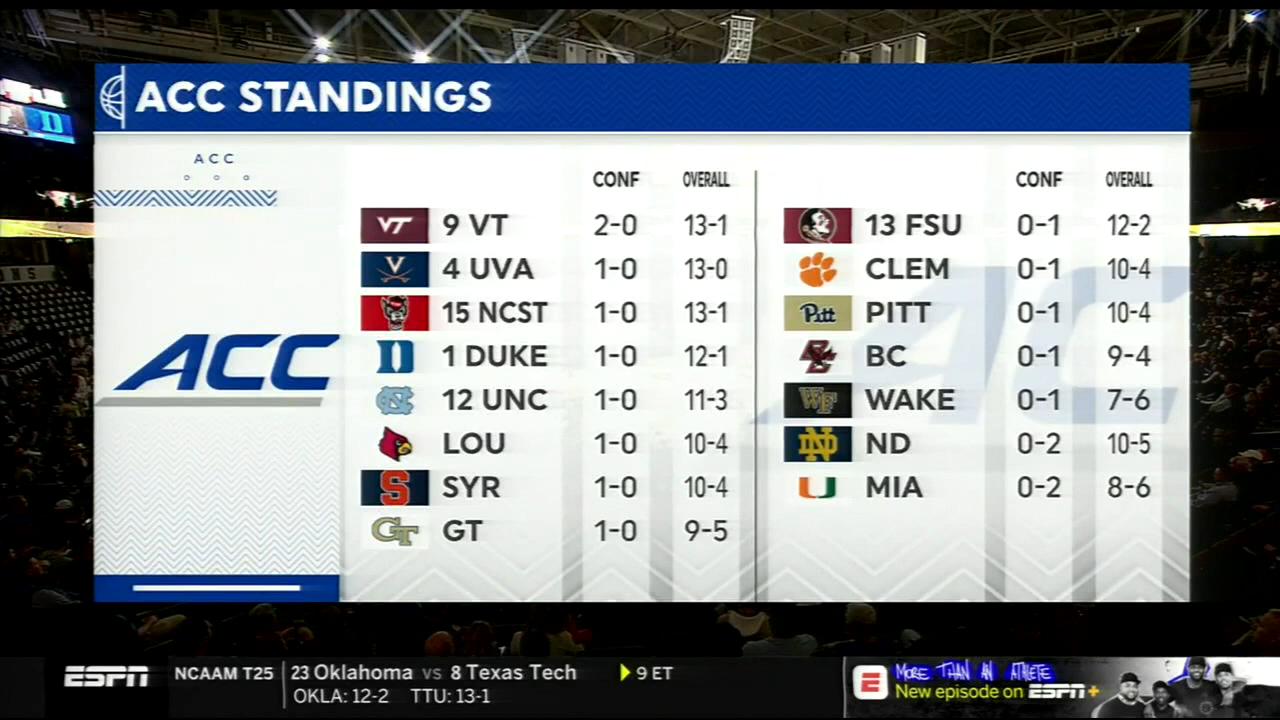 ACC STANDINGS
ACC
ACC
CONF OVERALL
VT 9 VT 2-0 13-1
V 4 UVA 1-0 13-0
15 NCST 1-0 13-1
D 1 DUKE 1-0 12-1
NC 12 UNC 1-0 11-3
LOU 1-0 10-4
S SYR 1-0 10-4
GT GT 1-0 9-5
CONF OVERALL
13 FSU 0-1 12-2
CLEM 0-1 10-4
Pitt PITT 0-1 10-4
BC BC 0-1 9-4
WF WAKE 0-1 7-6
ND ND 0-2 10-5
U MIA 0-2 8-6
ESPN NCAAM T25 23 Oklahoma vs 8 Texas Tech 9 ET
OKLA: 12-2 TTU: 13-1
E MORE THAN AN ATHLETE
New episode on ESPN+